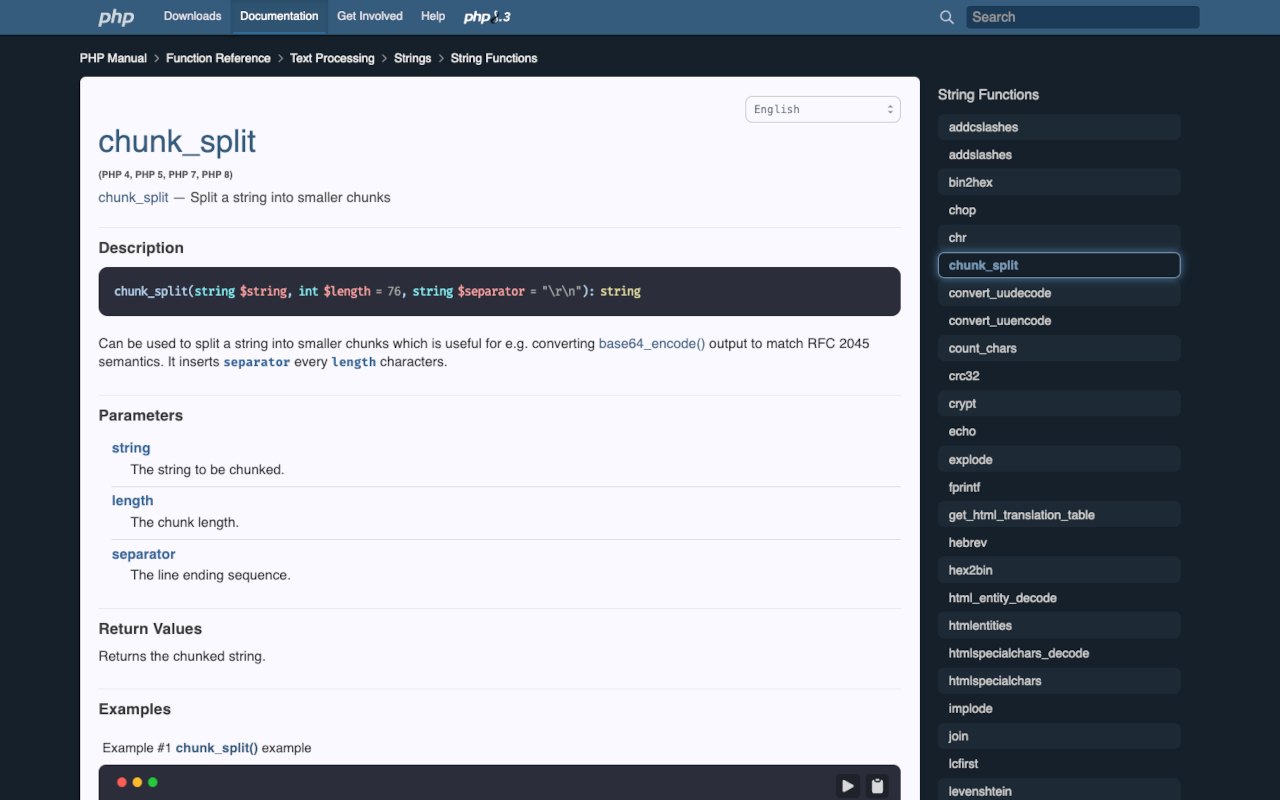 php
Downloads
Documentation
Get Involved
Help
php8.3
Search
PHP Manual
Function Reference
Text Processing
Strings
String Functions
English
chunk_split
(PHP 4, PHP 5, PHP 7, PHP 8)
chunk_split — Split a string into smaller chunks
Description
chunk_split(string $string, int $length = 76, string $separator = "\r\n"): string
Can be used to split a string into smaller chunks which is useful for e.g. converting base64_encode() output to match RFC 2045
semantics. It inserts separator every length characters.
Parameters
string
The string to be chunked.
length
The chunk length.
separator
The line ending sequence.
Return Values
Returns the chunked string.
Examples
Example #1 chunk_split() example
String Functions
addcslashes
addslashes
bin2hex
chop
chr
chunk_split
convert_uudecode
convert_uuencode
count_chars
crc32
crypt
echo
explode
fprintf
get_html_translation_table
hebrev
hex2bin
html_entity_decode
htmlentities
htmlspecialchars_decode
htmlspecialchars
implode
join
lcfirst
levenshtein